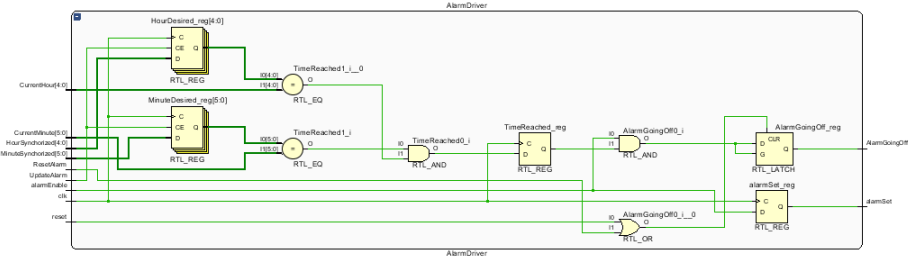 AlarmDriver
HourDesired_reg[4:0]
C
CE Q
D
RTL_REG
CurrentHour[4:0]
TimeReached1_i__0
I0[4:0]
I1[4:0]
=
O
RTL_EQ
MinuteDesired_reg[5:0]
C
CE Q
D
RTL_REG
CurrentMinute[5:0]
HourSynchorized[4:0]
MinuteSynchorized[5:0]
ResetAlarm
UpdateAlarm
alarmEnable
clk
reset
TimeReached1_i
I0[5:0]
I1[5:0]
=
O
RTL_EQ
TimeReached0_i
I0
I1
O
RTL_AND
TimeReached_reg
C
Q
D
RTL_REG
AlarmGoingOff0_i
I0
I1
O
RTL_AND
AlarmGoingOff_reg
CLR
D
Q
G
RTL_LATCH
AlarmGoingOff
alarmSet_reg
C
Q
D
RTL_REG
alarmSet
AlarmGoingOff0_i__0
I0
I1
O
RTL_OR
AlarmDriver